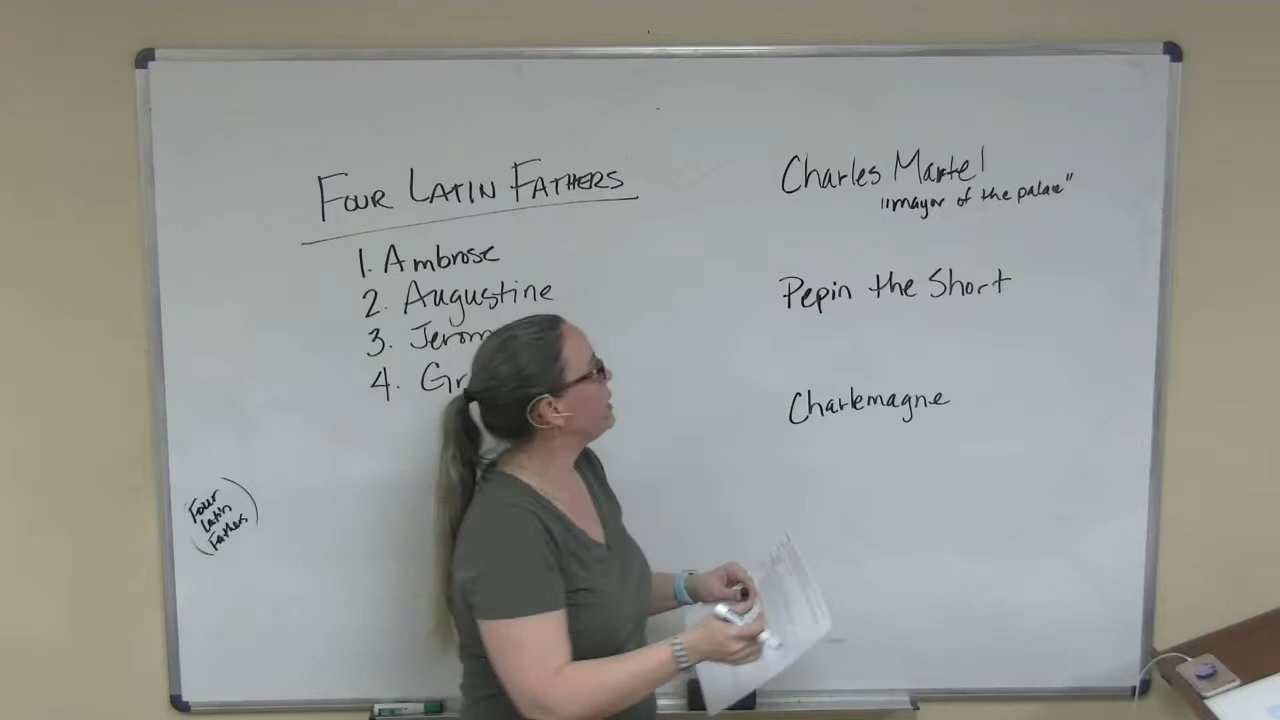 FOUR LATIN FATHERS
1. Ambrose
2. Augustine
3. Jerom
4. Gr
Four
Latin
Fathers
Charles Martel
"mayor of the palace"
Pepin the Short
Charlemagne